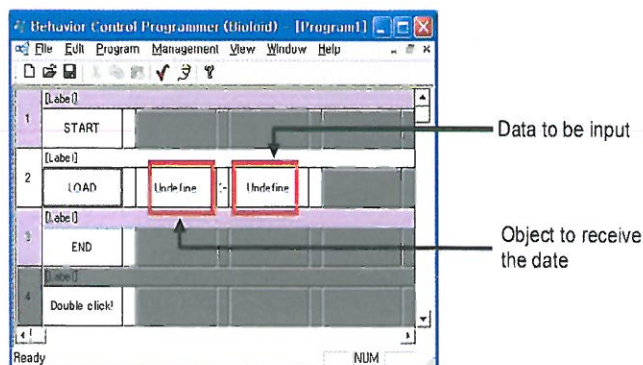 Behavior Control Programmer (Bioloid) - [Program1]
File Edit Program Management View Window Help
[Label]
1
START
[Label]
2
LOAD
Undefine
:-
Undefine
[Label]
3
END
[Label]
4
Double click!
Ready
NUM
Data to be input
Object to receive
the date